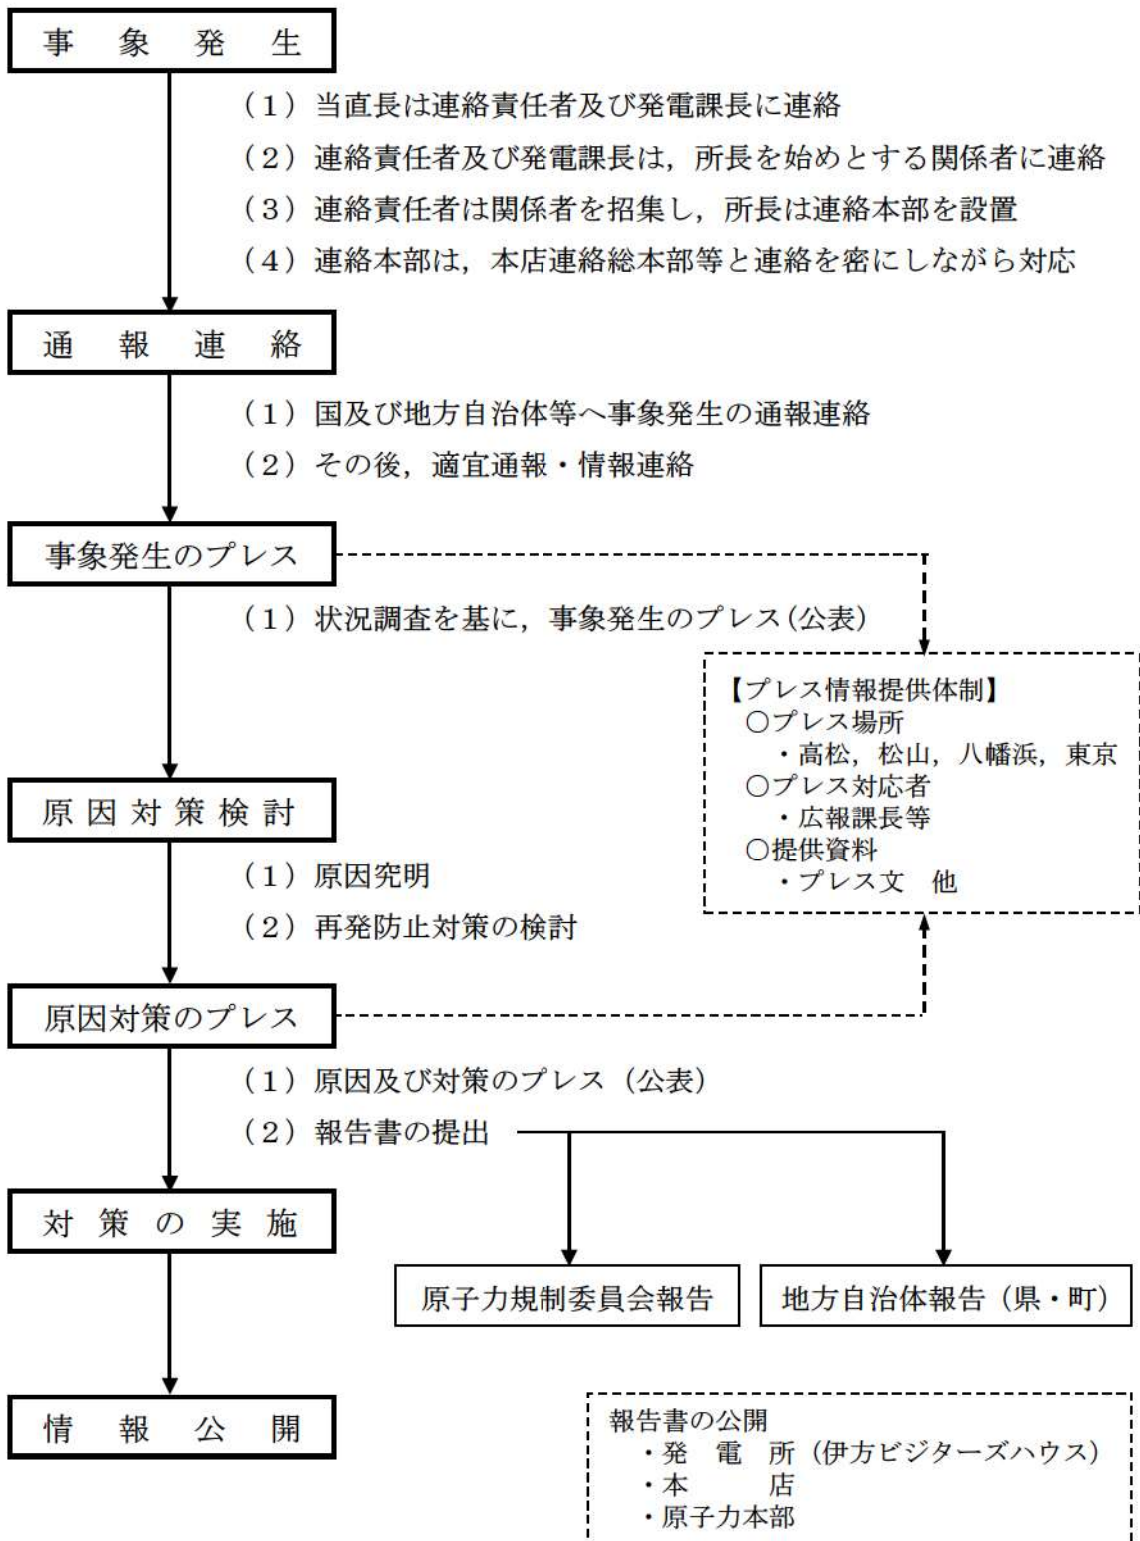 事象発生
（１）当直長は連絡責任者及び発電課長に連絡
（２）連絡責任者及び発電課長は，所長を始めとする関係者に連絡
（３）連絡責任者は関係者を招集し，所長は連絡本部を設置
（４）連絡本部は，本店連絡総本部等と連絡を密にしながら対応
通報連絡
（１）国及び地方自治体等へ事象発生の通報連絡
（２）その後，適宜通報・情報連絡
事象発生のプレス
（１）状況調査を基に，事象発生のプレス（公表）
【プレス情報提供体制】
○プレス場所
・高松，松山，八幡浜，東京
○プレス対応者
・広報課長等
○提供資料
・プレス文　他
原因対策検討
（１）原因究明
（２）再発防止対策の検討
原因対策のプレス
（１）原因及び対策のプレス（公表）
（２）報告書の提出
対策の実施
原子力規制委員会報告
地方自治体報告（県・町）
情報公開
報告書の公開
・発　電　所（伊方ビジターズハウス）
・本　　　店
・原子力本部